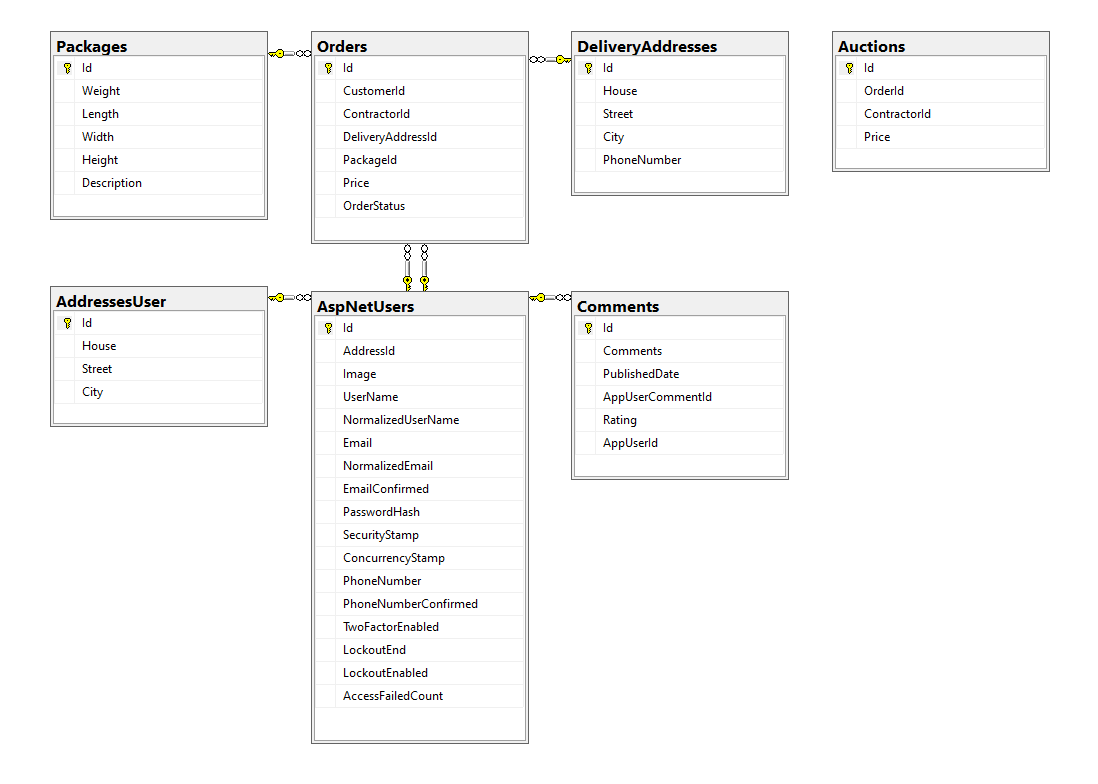 Packages
Id
Weight
Length
Width
Height
Description
Orders
Id
CustomerId
ContractorId
DeliveryAddressId
PackageId
Price
OrderStatus
DeliveryAddresses
Id
House
Street
City
PhoneNumber
Auctions
Id
OrderId
ContractorId
Price
AddressesUser
Id
House
Street
City
AspNetUsers
Id
AddressId
Image
UserName
NormalizedUserName
Email
NormalizedEmail
EmailConfirmed
PasswordHash
SecurityStamp
ConcurrencyStamp
PhoneNumber
PhoneNumberConfirmed
TwoFactorEnabled
LockoutEnd
LockoutEnabled
AccessFailedCount
Comments
Id
Comments
PublishedDate
AppUserCommentId
Rating
AppUserId